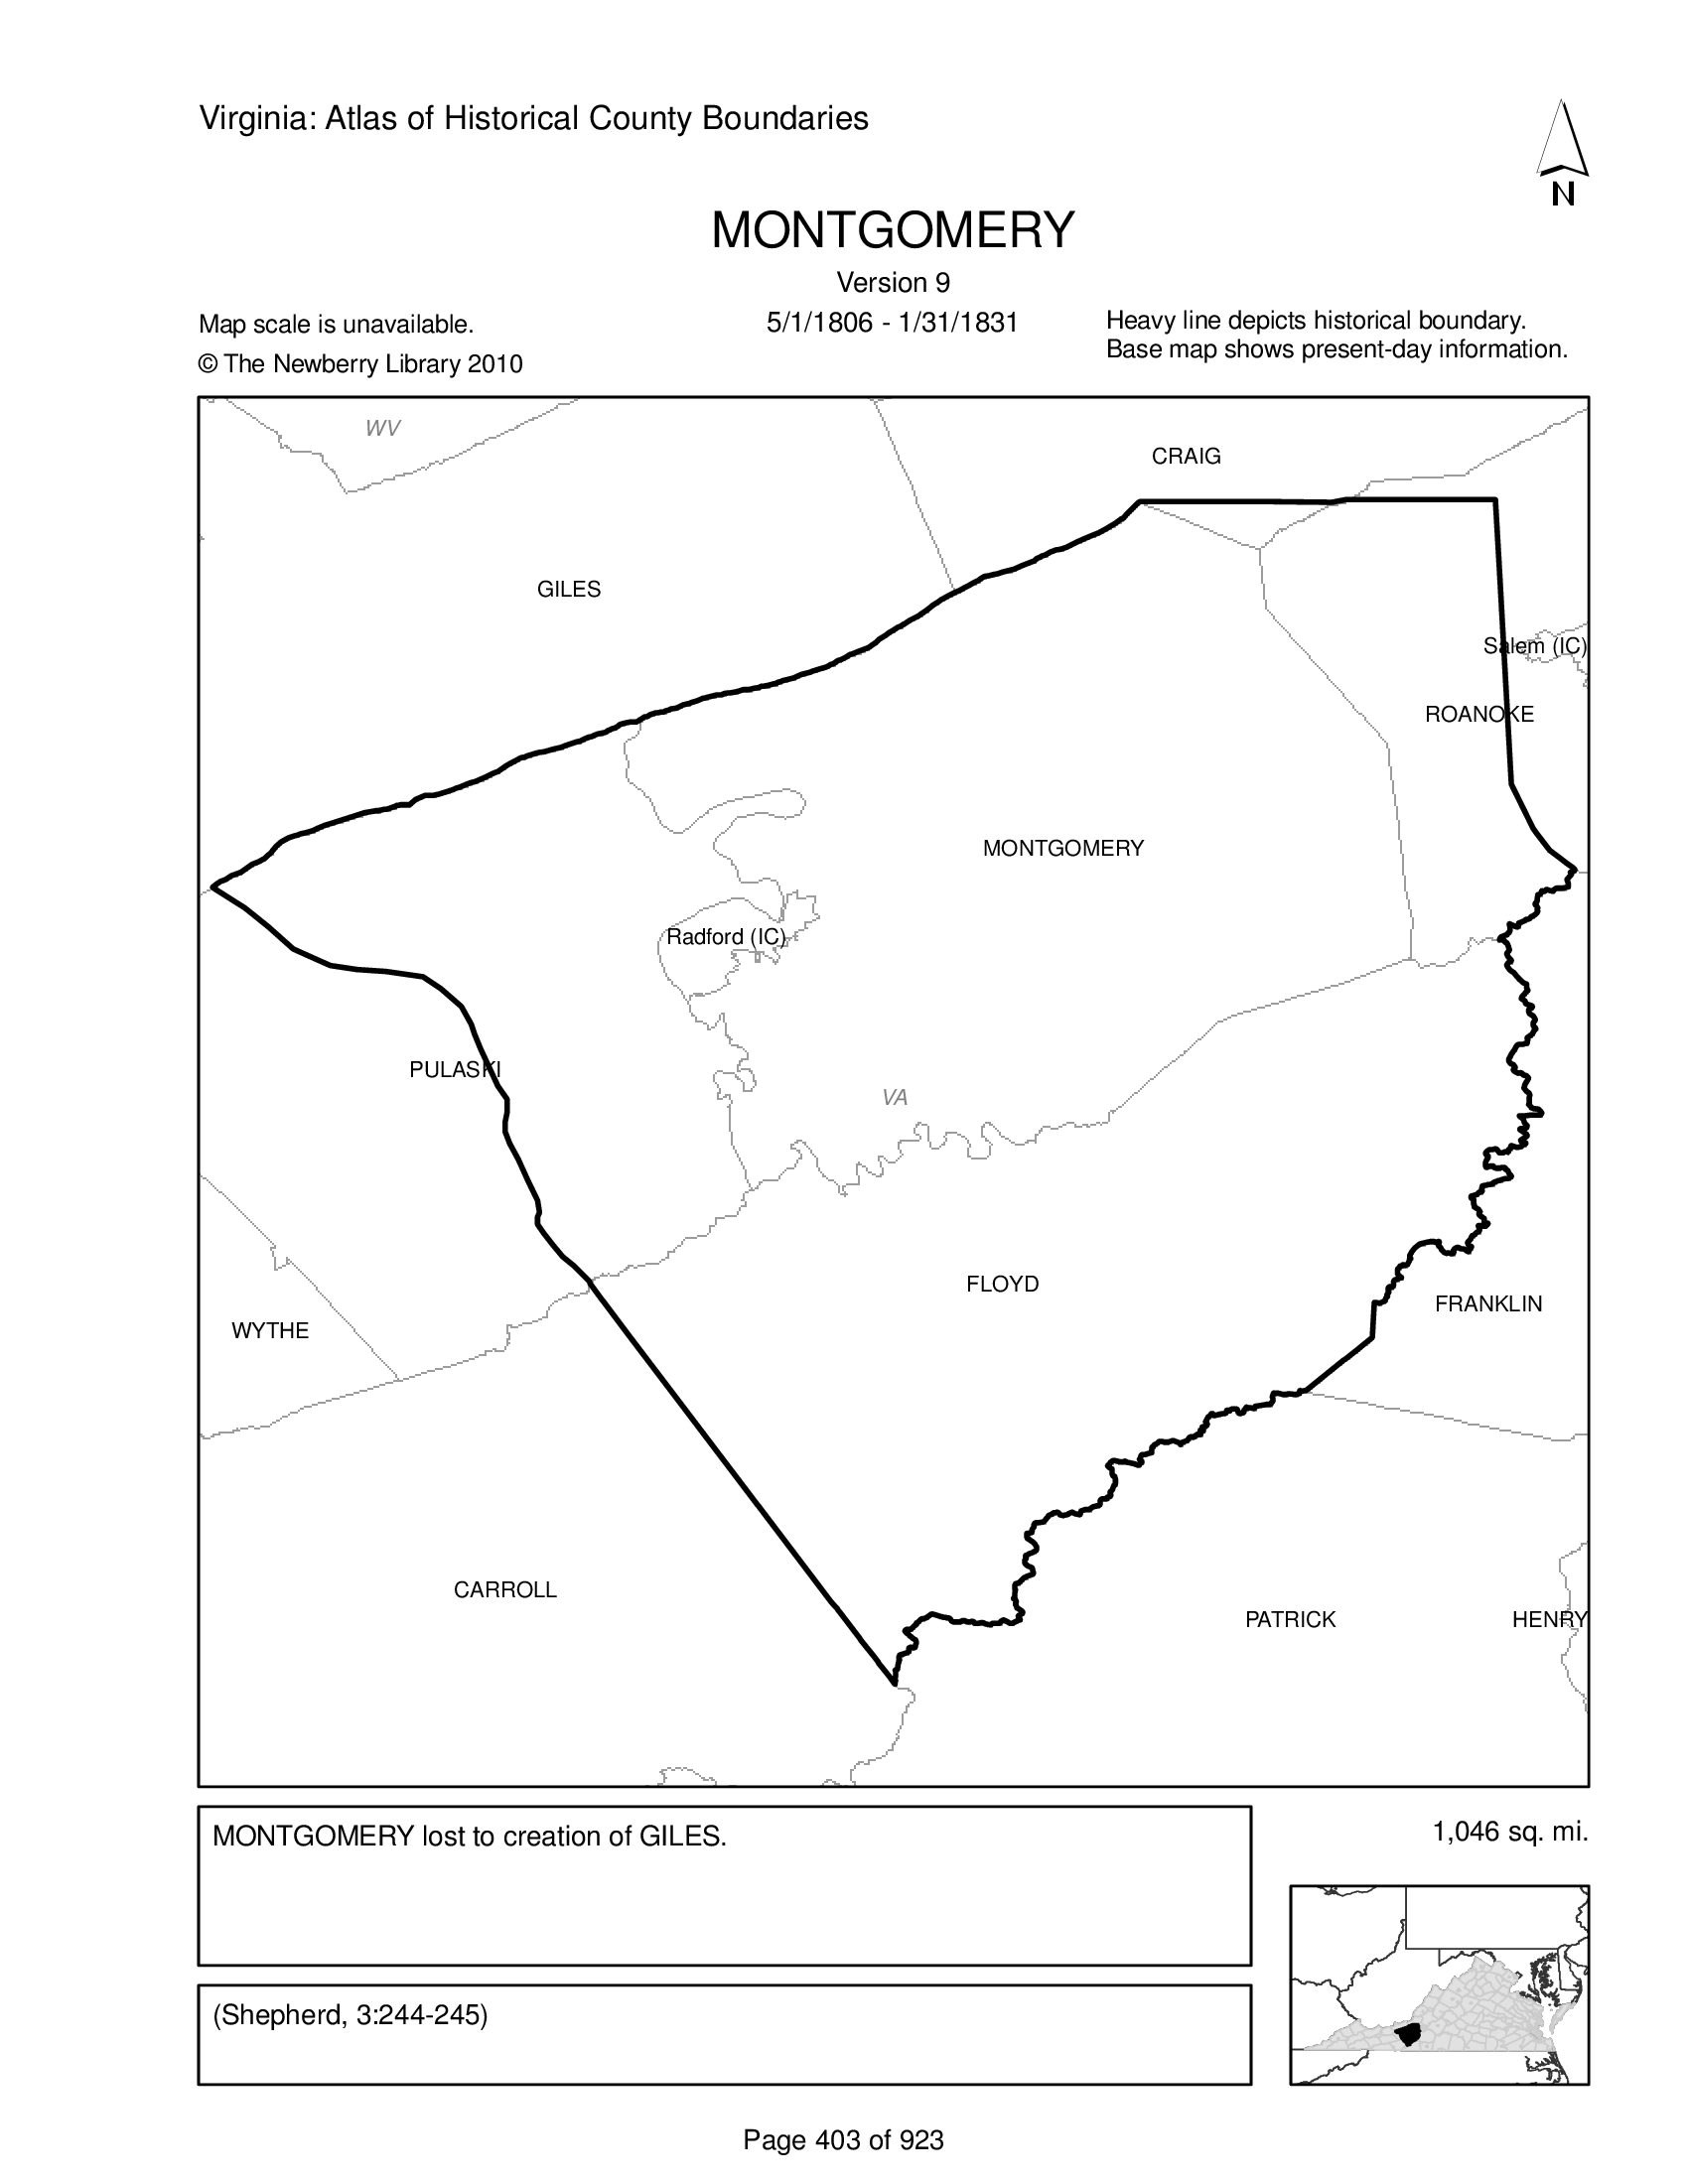 Virginia: Atlas of Historical County Boundaries
N
MONTGOMERY
Version 9
5/1/1806 - 1/31/1831
Map scale is unavailable.
© The Newberry Library 2010
Heavy line depicts historical boundary.
Base map shows present-day information.
WV
CRAIG
GILES
Salem (IC)
ROANOKE
MONTGOMERY
Radford (IC)
PULASKI
VA
FLOYD
FRANKLIN
WYTHE
CARROLL
PATRICK
HENRY
MONTGOMERY lost to creation of GILES.
1,046 sq. mi.
(Shepherd, 3:244-245)
Page 403 of 923